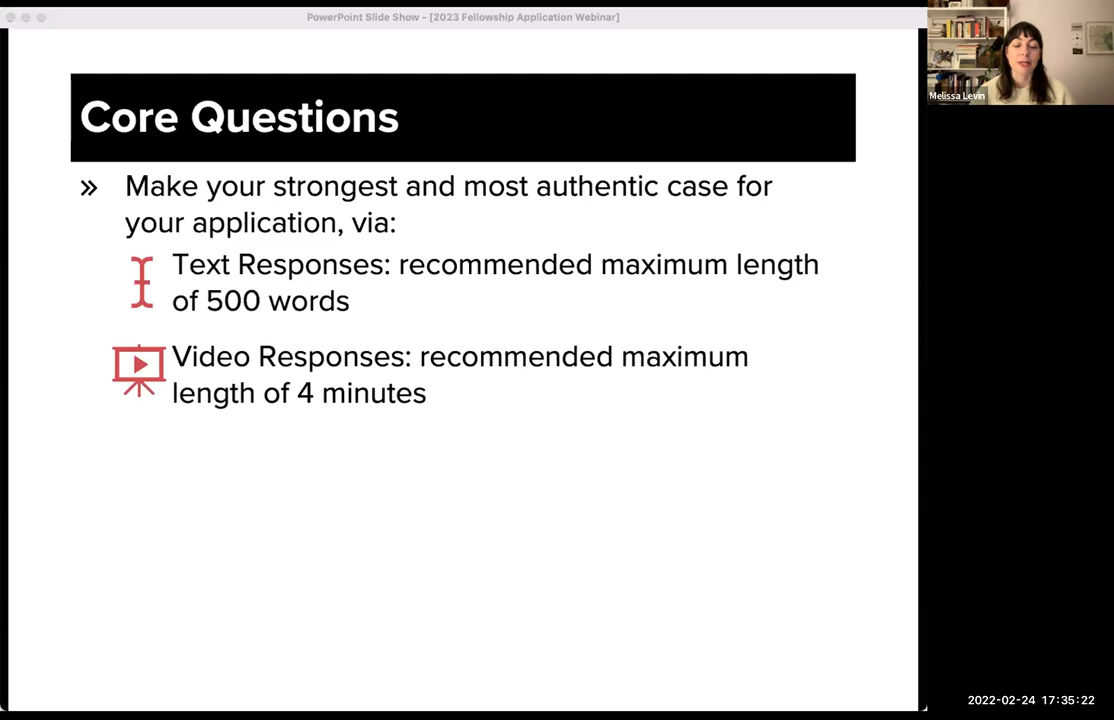 PowerPoint Slide Show - [2023 Fellowship Application Webinar]
Core Questions
» Make your strongest and most authentic case for
your application, via:
Text Responses: recommended maximum length
of 500 words
Video Responses: recommended maximum
length of 4 minutes
Melissa Levin
2022-02-24 17:35:22